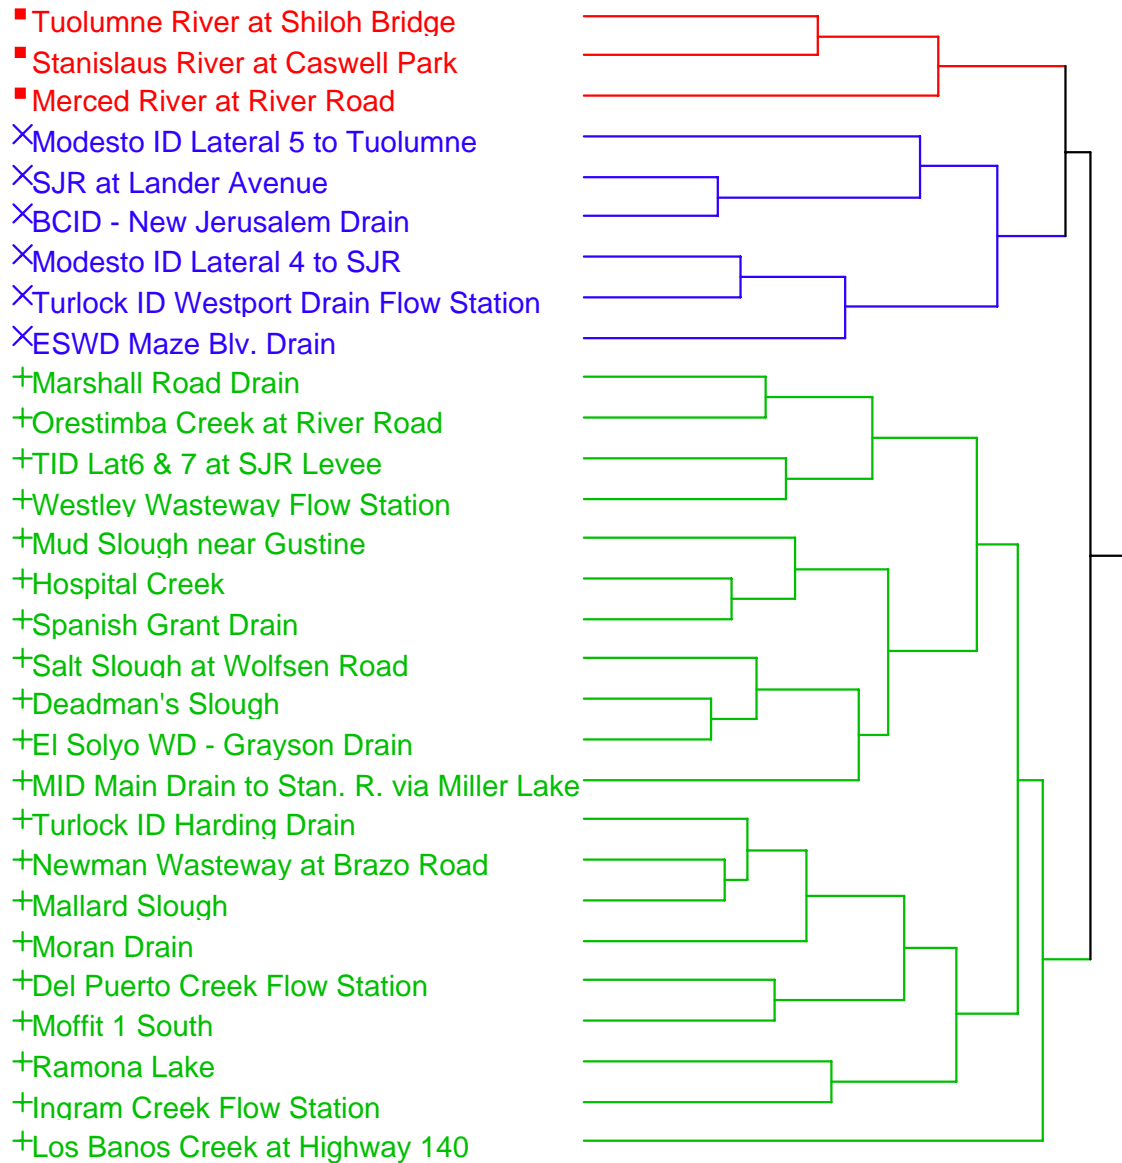 Tuolumne River at Shiloh Bridge
Stanislaus River at Caswell Park
Merced River at River Road
Modesto ID Lateral 5 to Tuolumne
SJR at Lander Avenue
BCID - New Jerusalem Drain
Modesto ID Lateral 4 to SJR
Turlock ID Westport Drain Flow Station
ESWD Maze Blv. Drain
Marshall Road Drain
Orestimba Creek at River Road
TID Lat6 & 7 at SJR Levee
Westley Wasteway Flow Station
Mud Slough near Gustine
Hospital Creek
Spanish Grant Drain
Salt Slough at Wolfsen Road
Deadman's Slough
El Solyo WD - Grayson Drain
MID Main Drain to Stan. R. via Miller Lake
Turlock ID Harding Drain
Newman Wasteway at Brazo Road
Mallard Slough
Moran Drain
Del Puerto Creek Flow Station
Moffit 1 South
Ramona Lake
Ingram Creek Flow Station
Los Banos Creek at Highway 140